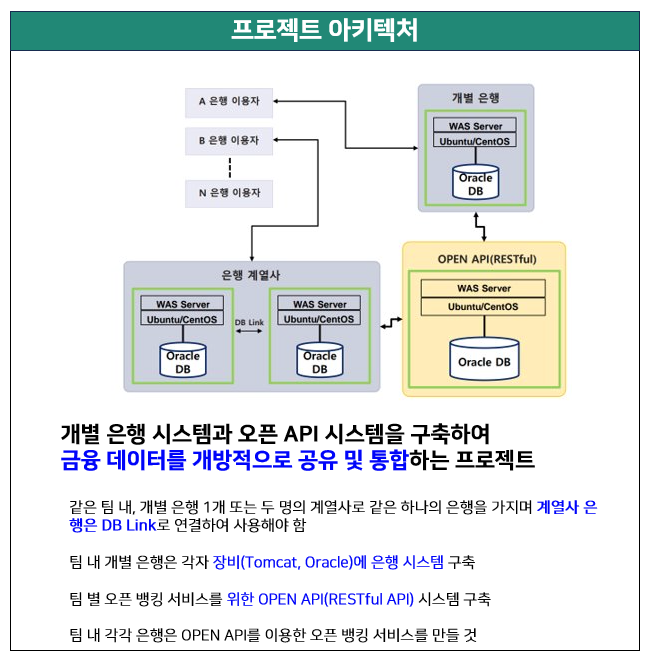 프로젝트 아키텍처
A 은행 이용자
B 은행 이용자
N 은행 이용자
개별 은행
WAS Server
Ubuntu/CentOS
Oracle
DB
OPEN API(RESTful)
WAS Server
Ubuntu/CentOS
Oracle DB
은행 계열사
WAS Server
Ubuntu/CentOS
Oracle
DB
DB Link
WAS Server
Ubuntu/CentOS
Oracle
DB
개별 은행 시스템과 오픈 API 시스템을 구축하여
금융 데이터를 개방적으로 공유 및 통합하는 프로젝트
같은 팀 내, 개별 은행 1개 또는 두 명의 계열사로 같은 하나의 은행을 가지며 계열사 은
행은 DB Link로 연결하여 사용해야 함
팀 내 개별 은행은 각자 장비(Tomcat, Oracle)에 은행 시스템 구축
팀 별 오픈 뱅킹 서비스를 위한 OPEN API(RESTful API) 시스템 구축
팀 내 각각 은행은 OPEN API를 이용한 오픈 뱅킹 서비스를 만들 것